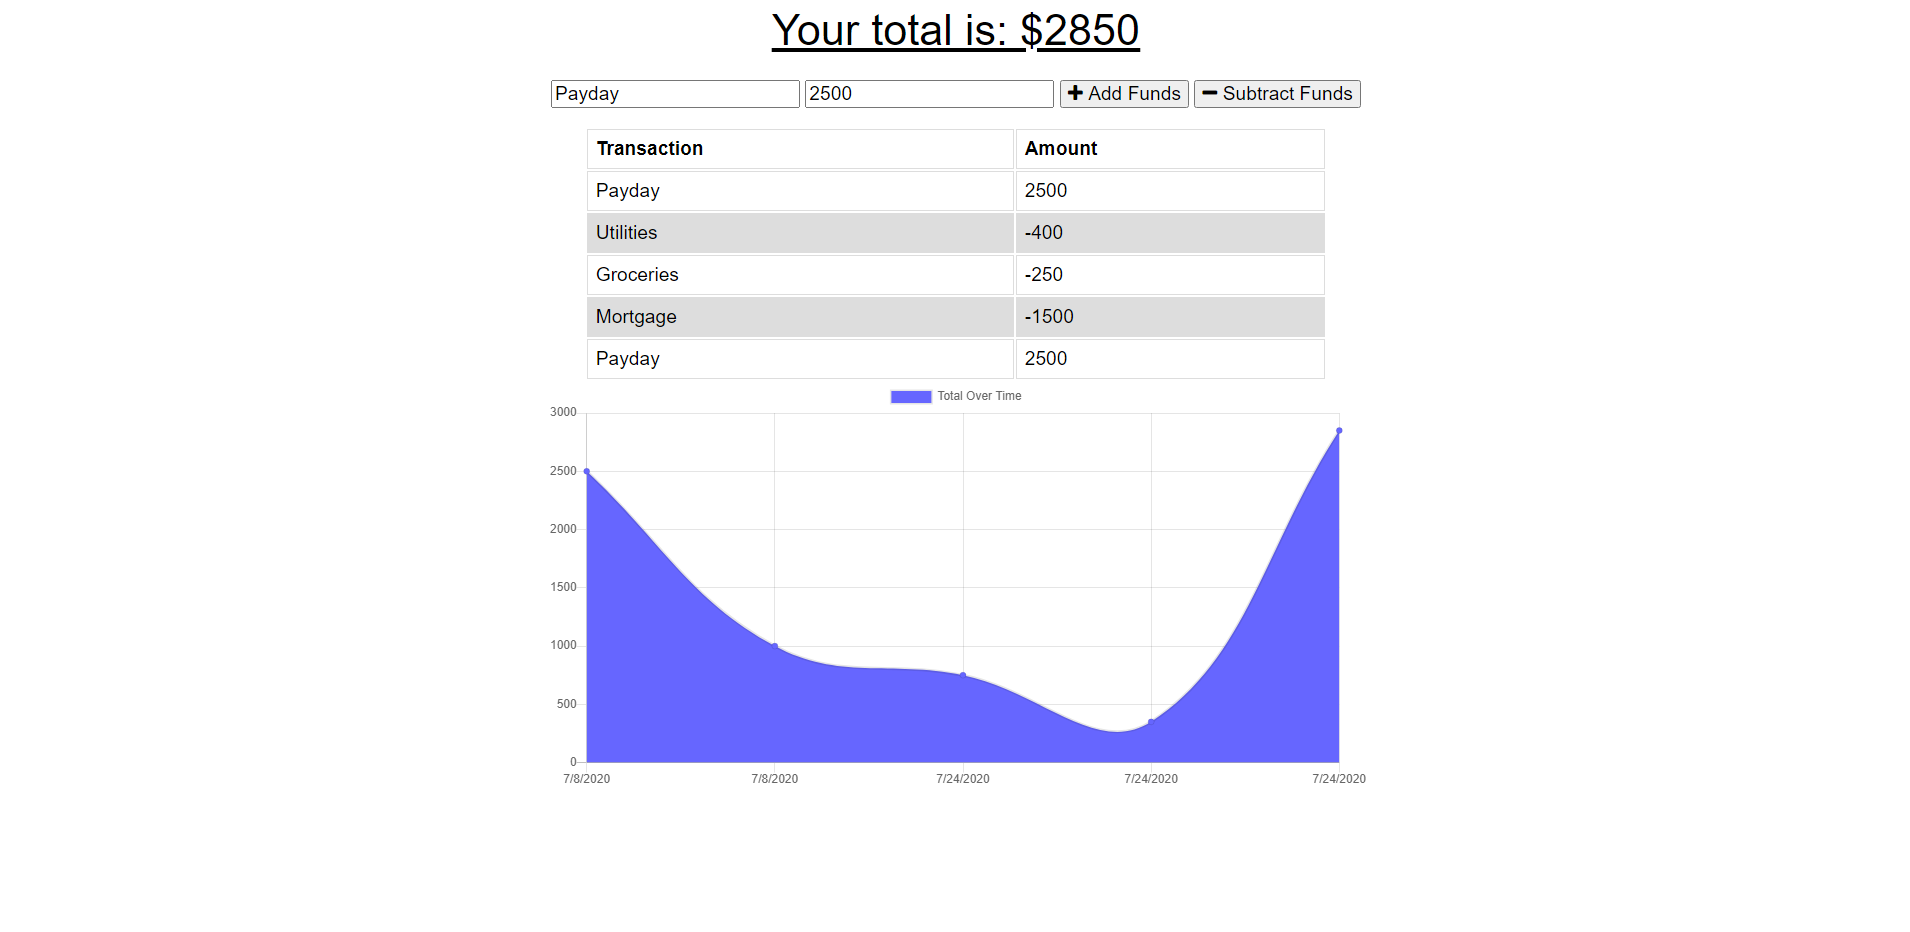 Your total is: $2850
Payday 2500 Add Funds Subtract Funds
Transaction Amount
Payday 2500
Utilities -400
Groceries -250
Mortgage -1500
Payday 2500
Total Over Time
3000
2500
2000
1500
1000
500
0
7/8/2020 7/8/2020 7/24/2020 7/24/2020 7/24/2020